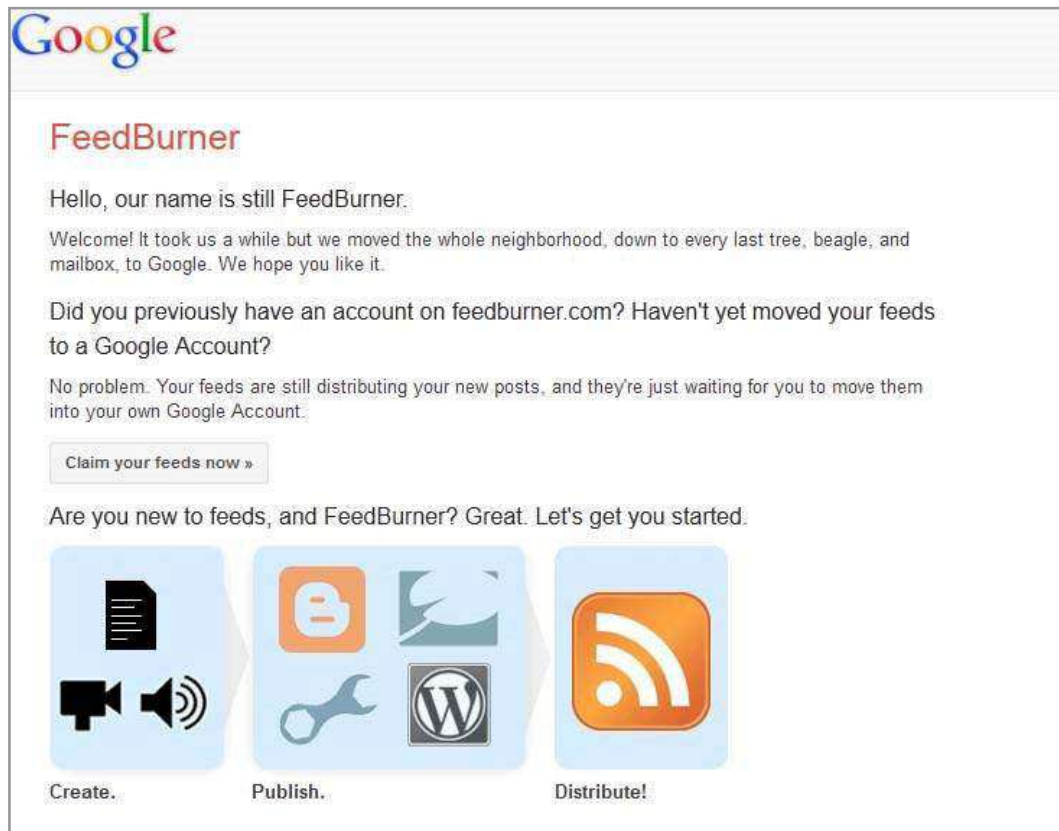 Google
FeedBurner
Hello, our name is still FeedBurner.
Welcome! It took us a while but we moved the whole neighborhood, down to every last tree, beagle, and
mailbox, to Google. We hope you like it.
Did you previously have an account on feedburner.com? Haven't yet moved your feeds
to a Google Account?
No problem. Your feeds are still distributing your new posts, and they're just waiting for you to move them
into your own Google Account.
Claim your feeds now »
Are you new to feeds, and FeedBurner? Great. Let's get you started.
Create. Publish. Distribute!